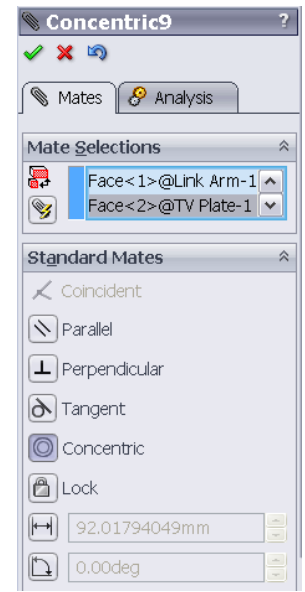 Concentric9 ?
Mates Analysis
Mate Selections
Face<1>@Link Arm-1
Face<2>@TV Plate-1
Standard Mates
Coincident
Parallel
Perpendicular
Tangent
Concentric
Lock
92.01794049mm
0.00deg